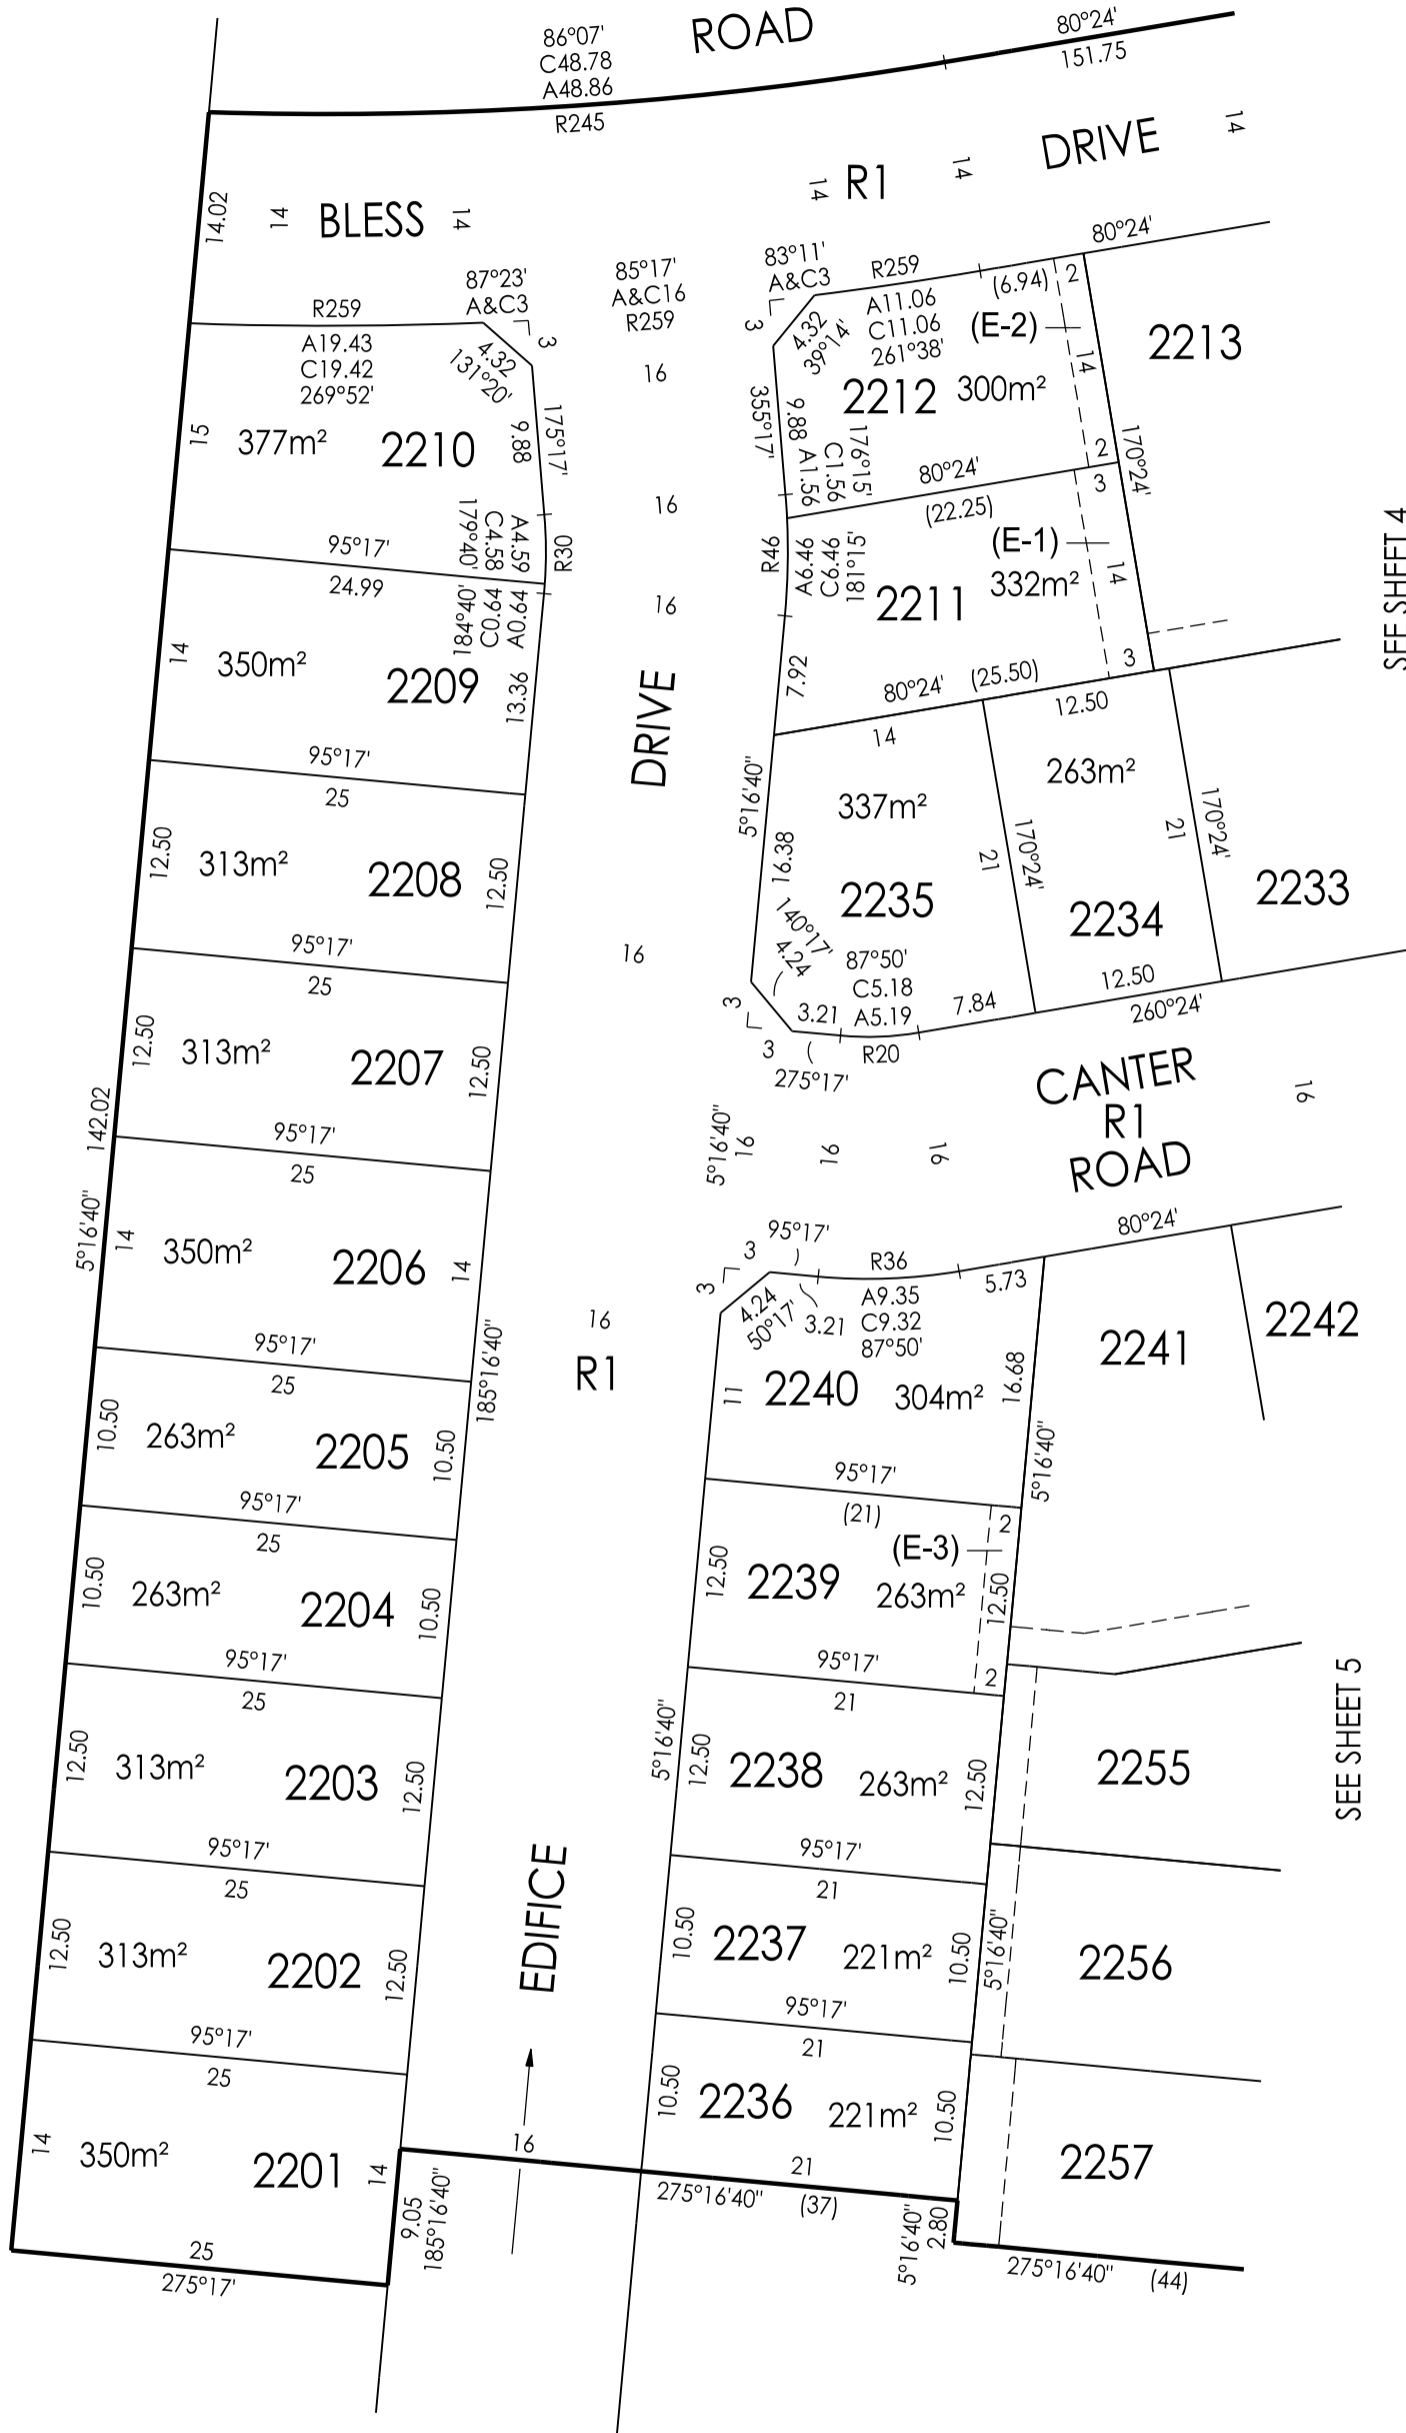 86°07'
C48.78
A48.86
R245
ROAD
80°24'
151.75
14.02
14
BLESS
14
14
R1
14
DRIVE
14
R259
87°23'
A&C3
3
85°17'
A&C16
R259
83°11'
A&C3
3
R259
80°24'
A19.43
C19.42
269°52'
4.32
131°20'
4.32
39°14'
A11.06
C11.06
261°38'
(6.94)
2
(E-2)
14
2213
15
377m²
2210
9.88
175°17'
16
355°17'
9.88
2212
300m²
A1.56
C1.56
176°15'
80°24'
2
170°24'
A4.59
C4.58
179°40'
R30
16
(22.25)
3
95°17'
24.99
R46
A6.46
C6.46
181°15'
(E-1)
14
332m²
2211
SEE SHEET 4
A0.64
C0.64
181°40'
16
14
350m²
2209
13.36
DRIVE
7.92
80°24'
(25.50)
3
12.50
95°17'
25
14
5°16'40"
337m²
263m²
12.50
313m²
2208
12.50
16.38
2235
21
170°24'
2234
21
170°24'
2233
95°17'
25
16
140°17'
4.24
87°50'
C5.18
A5.19
3.21
7.84
12.50
260°24'
3
3
275°17'
R20
12.50
313m²
2207
12.50
CANTER
R1
ROAD
16
142.02
95°17'
25
5°16'40"
16
16
16
5°16'40"
14
350m²
2206
14
3
3
95°17'
R36
80°24'
5.73
4.24
50°17'
3.21
A9.35
C9.32
87°50'
16
R1
2241
2242
95°17'
25
185°16'40"
11
2240
304m²
16.68
10.50
263m²
2205
10.50
5°16'40"
95°17'
25
95°17'
(21)
2
(E-3)
10.50
263m²
2204
10.50
12.50
2239
263m²
12.50
95°17'
25
95°17'
21
2
SEE SHEET 5
5°16'40"
12.50
313m²
2203
12.50
12.50
2238
263m²
12.50
2255
95°17'
25
95°17'
21
EDIFICE
12.50
313m²
2202
12.50
10.50
2237
221m²
10.50
5°16'40"
2256
95°17'
25
95°17'
21
10.50
2236
221m²
10.50
14
350m²
2201
14
16
21
2257
9.05
185°16'40"
275°16'40"
(37)
5°16'40"
2.80
25
275°17'
275°16'40"
(44)